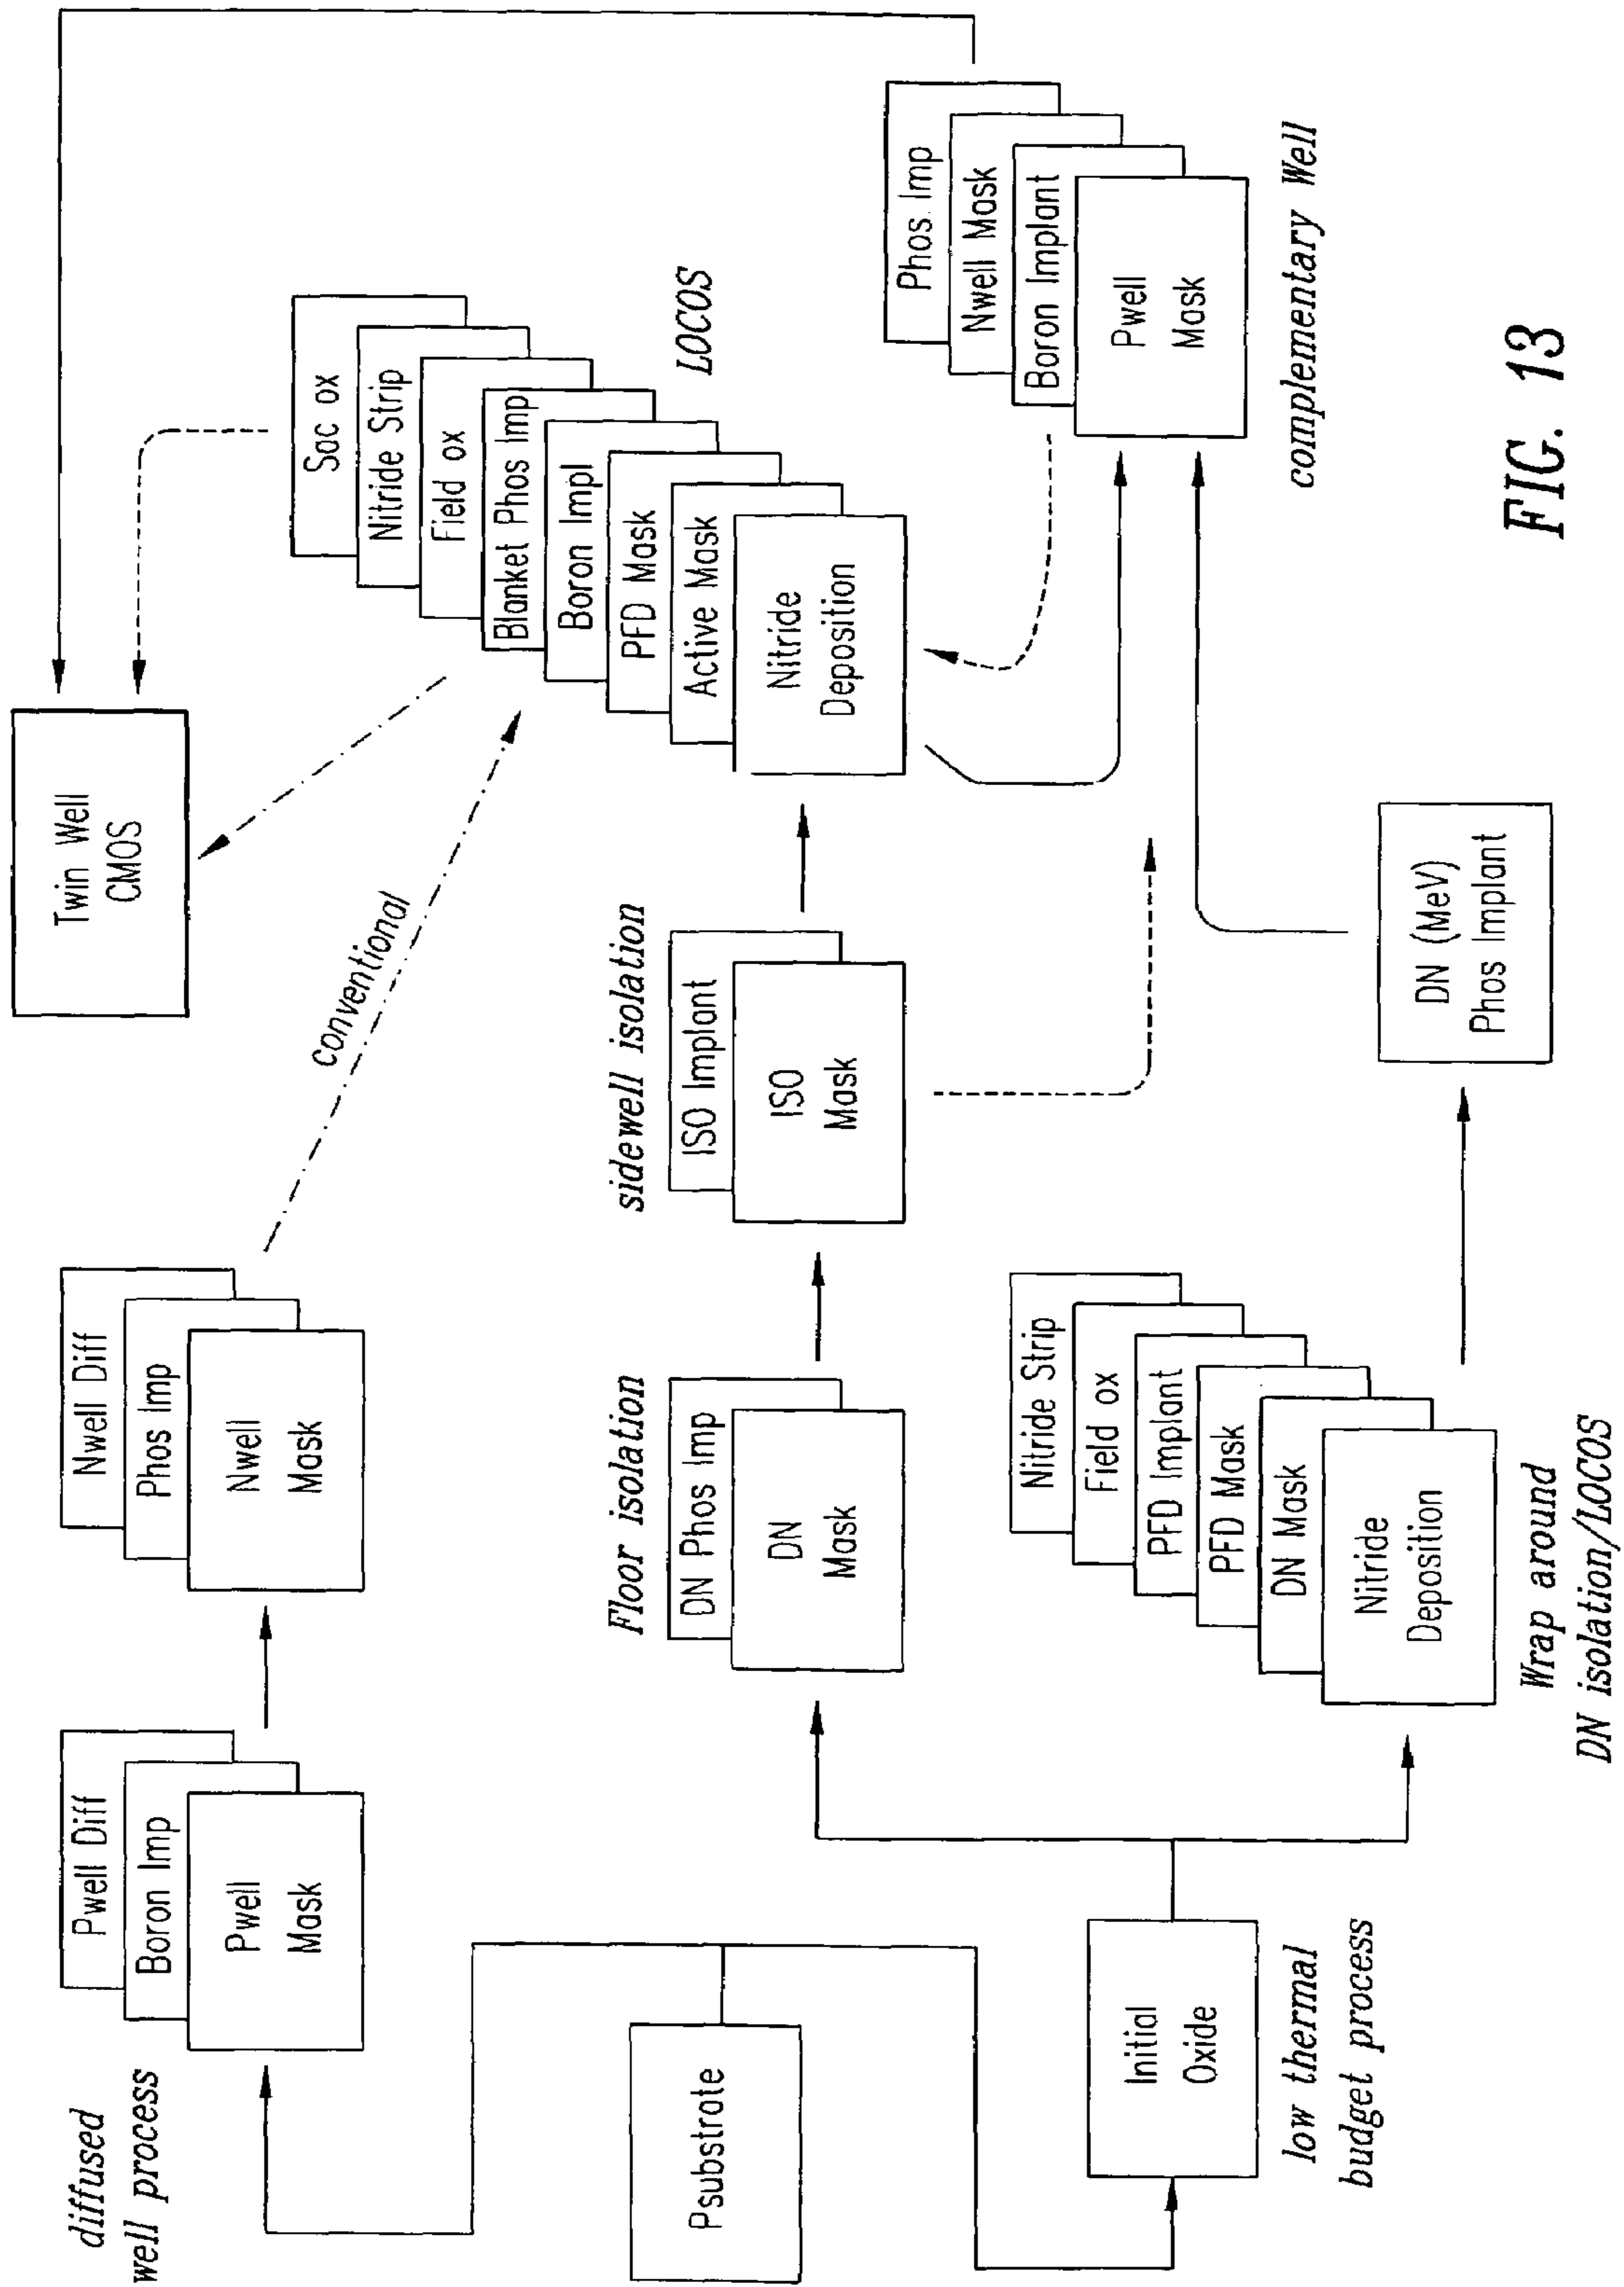 diffused
well process
Pwell Diff
Boron Imp
Pwell
Mask
Nwell Diff
Phos Imp
Nwell
Mask
conventional
Twin Well
CMOS
Psubstrate
Floor isolation
DN Phos Imp
DN
Mask
sidewell isolation
ISO Implant
ISO
Mask
Sac ox
Nitride Strip
Field ox
Blanket Phos Imp
Boron Impl
PFD Mask
Active Mask
Nitride
Deposition
LOCOS
Initial
Oxide
low thermal
budget process
Nitride Strip
Field ox
PFD Implant
PFD Mask
DN Mask
Nitride
Deposition
Wrap around
DN isolation/LOCOS
DN (MeV)
Phos Implant
Phos Imp
Nwell Mask
Boron Implant
Pwell
Mask
complementary Well
FIG. 13